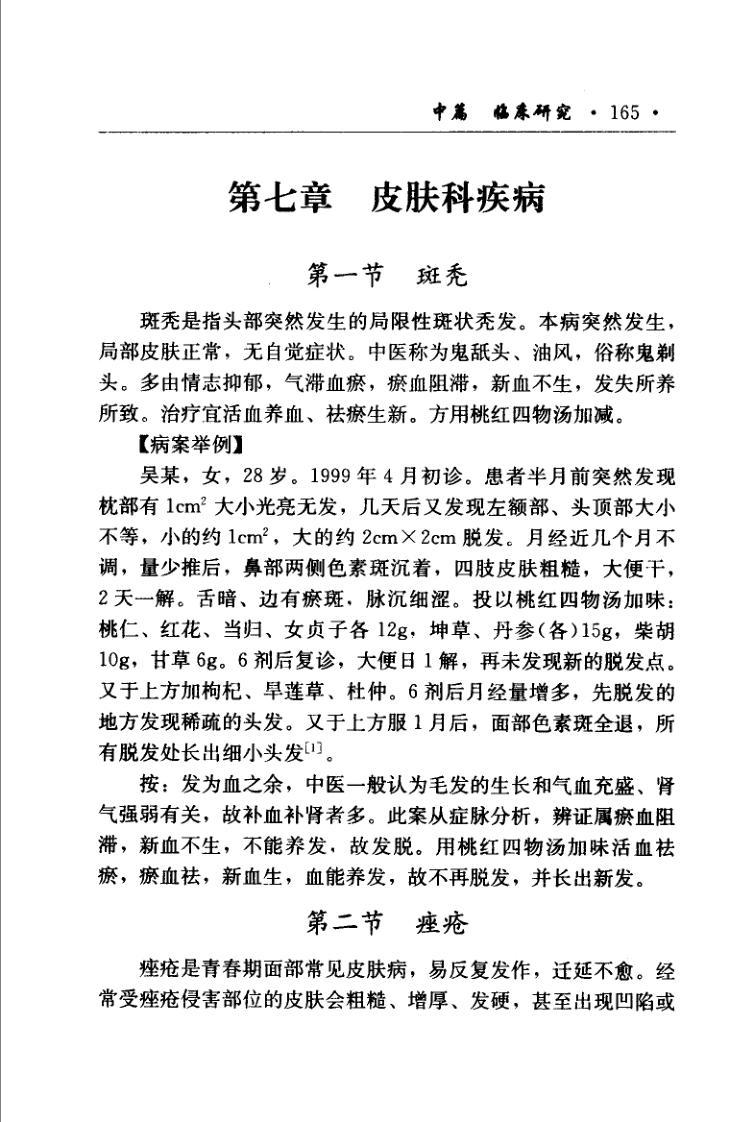 中篇 临床研究 · 165 ·
第七章 皮肤科疾病
第一节 斑秃
斑秃是指头部突然发生的局限性斑状秃发。本病突然发生，
局部皮肤正常，无自觉症状。中医称为鬼舐头、油风，俗称鬼剃
头。多由情志抑郁，气滞血瘀，瘀血阻滞，新血不生，发失所养
所致。治疗宜活血养血、祛瘀生新。方用桃红四物汤加减。
【病案举例】
吴某，女，28岁。1999年4月初诊。患者半月前突然发现
枕部有1cm² 大小光亮无发，几天后又发现左额部、头顶部大小
不等，小的约1cm²，大的约2cm×2cm脱发。月经近几个月不
调，量少推后，鼻部两侧色素斑沉着，四肢皮肤粗糙，大便干，
2天一解。舌暗、边有瘀斑，脉沉细涩。投以桃红四物汤加味：
桃仁、红花、当归、女贞子各12g，坤草、丹参(各)15g，柴胡
10g，甘草6g。6剂后复诊，大便日1解，再未发现新的脱发点。
又于上方加枸杞、旱莲草、杜仲。6剂后月经量增多，先脱发的
地方发现稀疏的头发。又于上方服1月后，面部色素斑全退，所
有脱发处长出细小头发[1]。
按：发为血之余，中医一般认为毛发的生长和气血充盛、肾
气强弱有关，故补血补肾者多。此案从症脉分析，辨证属瘀血阻
滞，新血不生，不能养发，故发脱。用桃红四物汤加味活血祛
瘀，瘀血祛，新血生，血能养发，故不再脱发，并长出新发。
第二节 痤疮
痤疮是青春期面部常见皮肤病，易反复发作，迁延不愈。经
常受痤疮侵害部位的皮肤会粗糙、增厚、发硬，甚至出现凹陷或